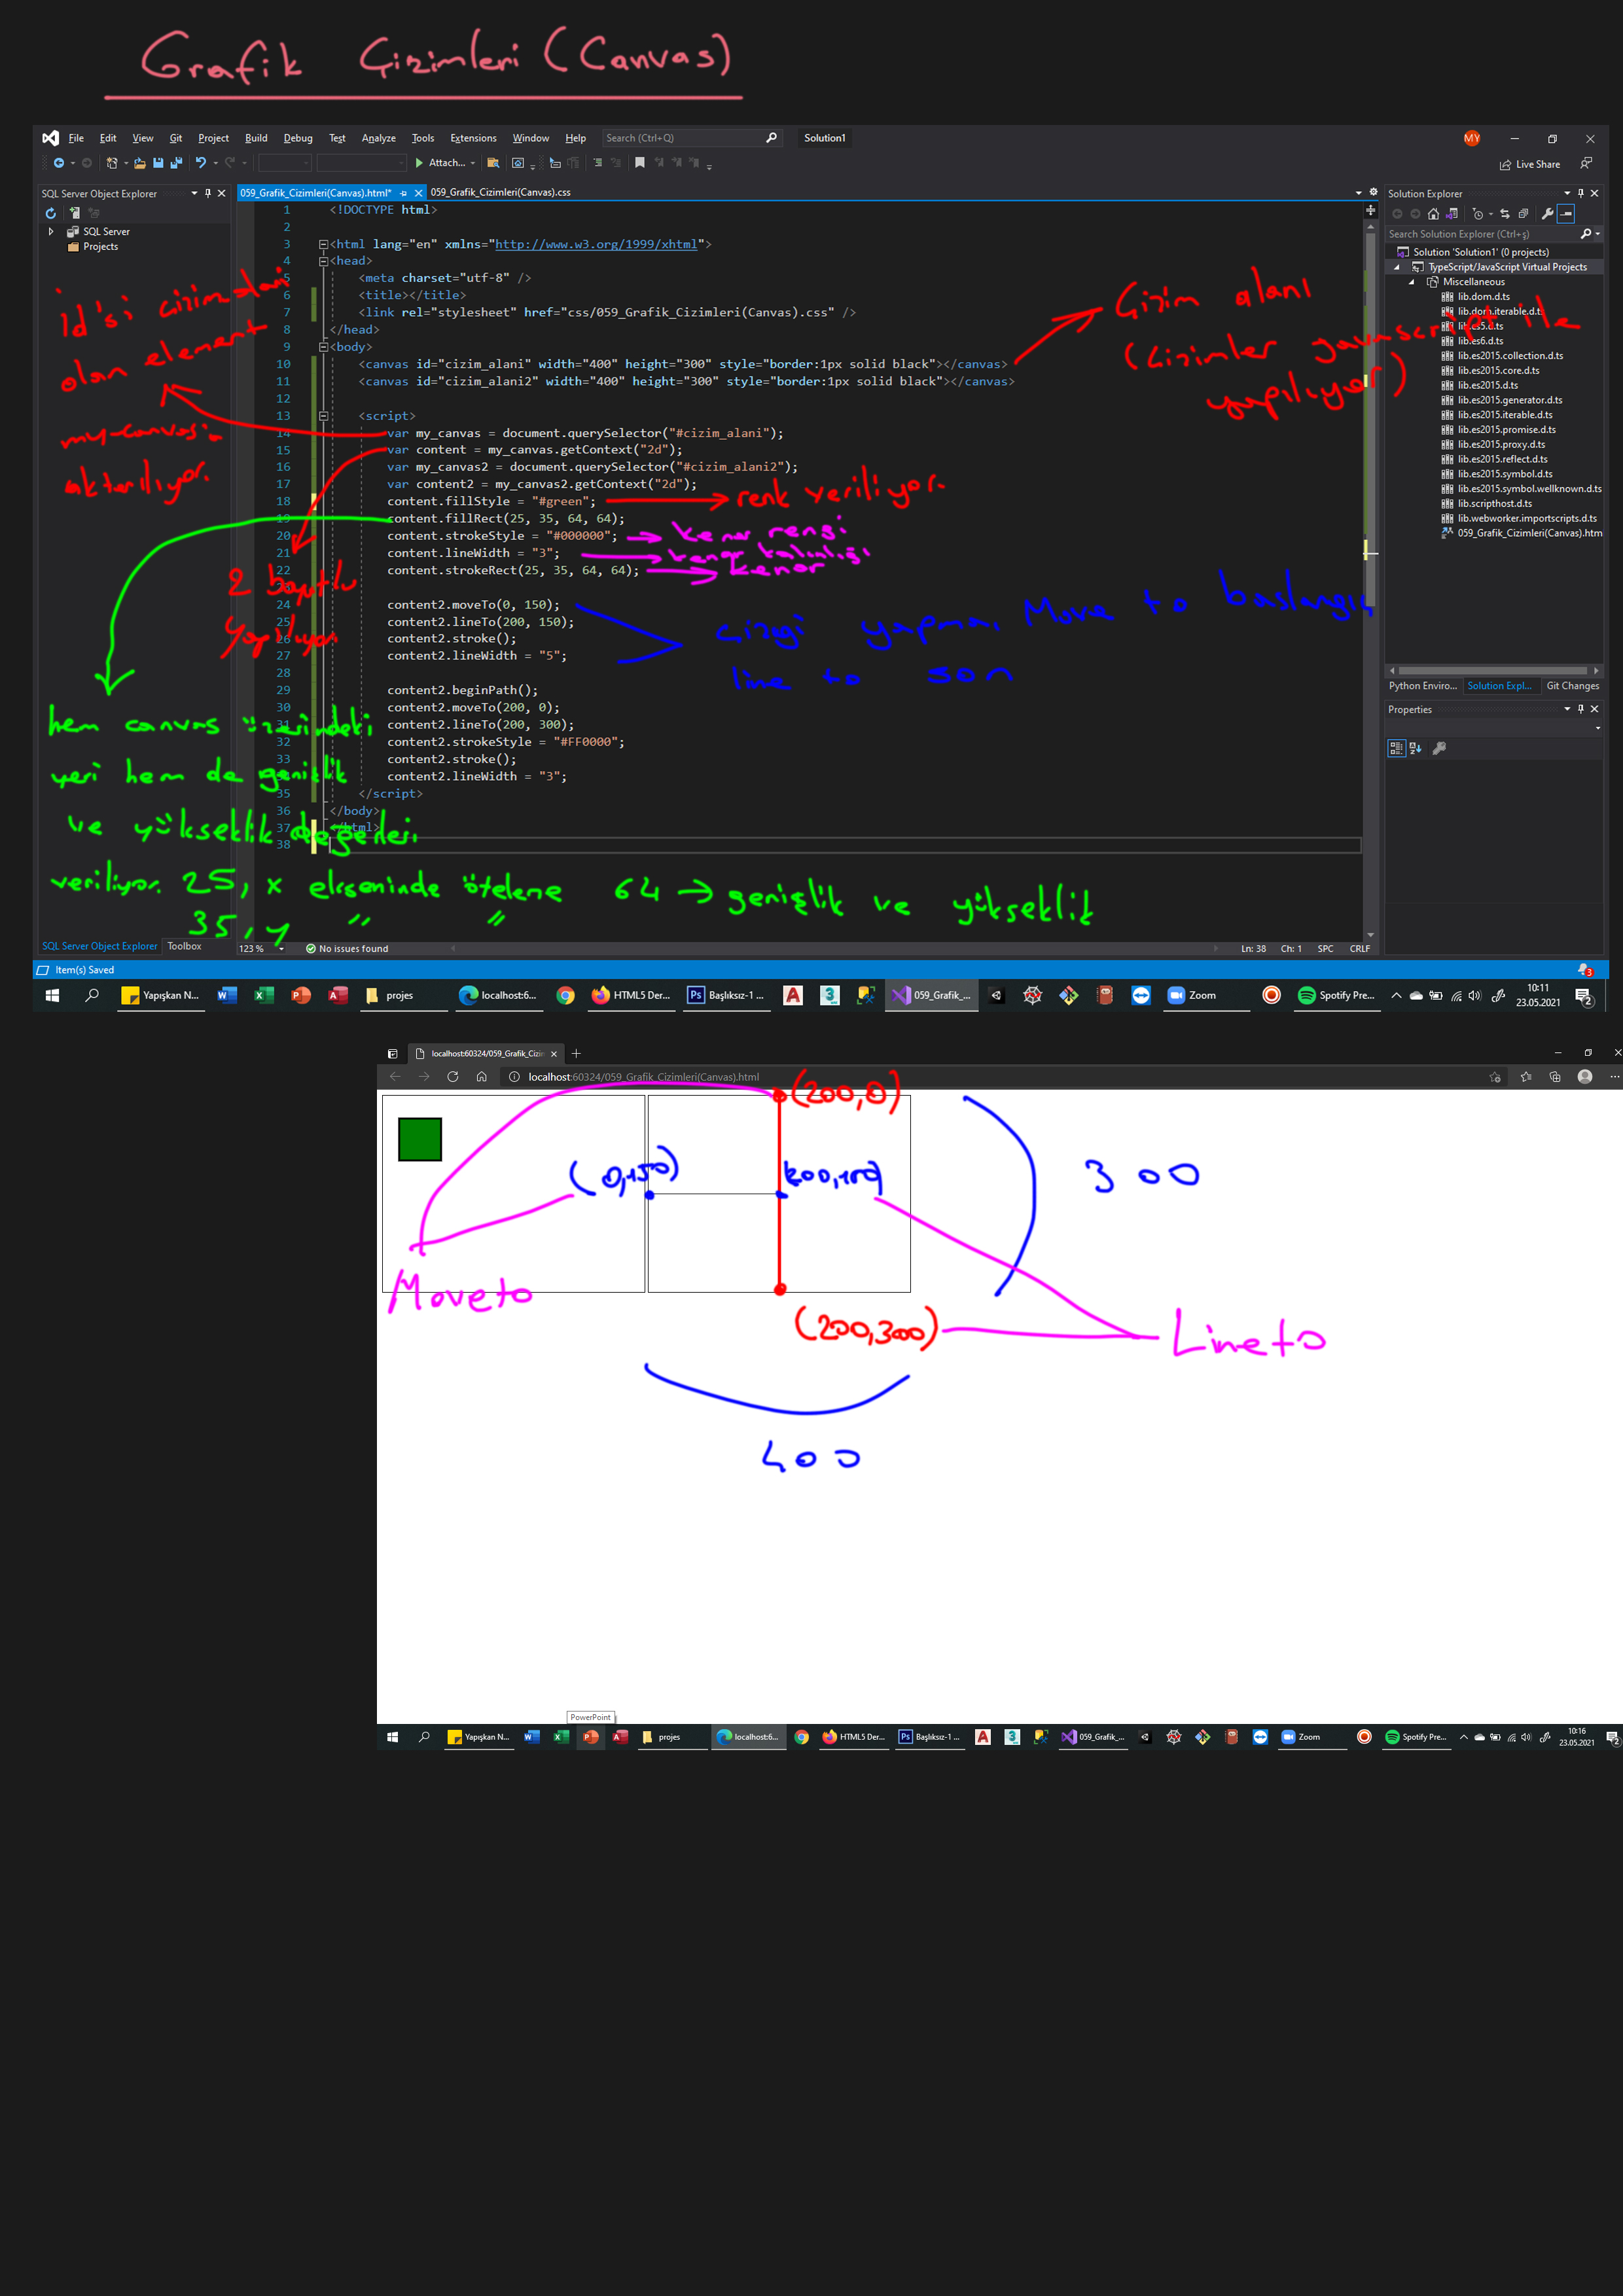 Grafik Çizimleri (Canvas)
File Edit View Git Project Build Debug Test Analyze Tools Extensions Window Help Search (Ctrl+Q) Solution1 MY
Attach... Live Share
SQL Server Object Explorer
SQL Server
Projects
059_Grafik_Cizimleri(Canvas).html* 059_Grafik_Cizimleri(Canvas).css
1 <!DOCTYPE html>
2
3 <html lang="en" xmlns="http://www.w3.org/1999/xhtml">
4 <head>
5 <meta charset="utf-8" />
6 <title></title>
7 <link rel="stylesheet" href="css/059_Grafik_Cizimleri(Canvas).css" />
8 </head>
9 <body>
10 <canvas id="cizim_alani" width="400" height="300" style="border:1px solid black"></canvas>
11 <canvas id="cizim_alani2" width="400" height="300" style="border:1px solid black"></canvas>
12
13 <script>
14 var my_canvas = document.querySelector("#cizim_alani");
15 var content = my_canvas.getContext("2d");
16 var my_canvas2 = document.querySelector("#cizim_alani2");
17 var content2 = my_canvas2.getContext("2d");
18 content.fillStyle = "#green";
19 content.fillRect(25, 35, 64, 64);
20 content.strokeStyle = "#000000";
21 content.lineWidth = "3";
22 content.strokeRect(25, 35, 64, 64);
23
24 content2.moveTo(0, 150);
25 content2.lineTo(200, 150);
26 content2.stroke();
27 content2.lineWidth = "5";
28
29 content2.beginPath();
30 content2.moveTo(200, 0);
31 content2.lineTo(200, 300);
32 content2.strokeStyle = "#FF0000";
33 content2.stroke();
34 content2.lineWidth = "3";
35 </script>
36 </body>
37 </html>
38
id'si cizim alani
olan element
my-canvas
aktarılıyor.
Çizim alanı
(Çizimler javascript ile
yapılıyor)
renk veriliyor.
kenar rengi
kenar kalınlığı
kenar
2 boyutlu
yapılıyor
Çizgi yapma, Move to başlangıç
line to son
hem canvas üzerindeki
yeri hem de genişlik
ve yükseklik değerleri
veriliyor. 25, x ekseninde öteleme 64 → genişlik ve yükseklik
35, y " "
Solution Explorer
Search Solution Explorer (Ctrl+ş)
Solution 'Solution1' (0 projects)
TypeScript/JavaScript Virtual Projects
Miscellaneous
lib.dom.d.ts
lib.dom.iterable.d.ts
lib.es5.d.ts
lib.es6.d.ts
lib.es2015.collection.d.ts
lib.es2015.core.d.ts
lib.es2015.d.ts
lib.es2015.generator.d.ts
lib.es2015.iterable.d.ts
lib.es2015.promise.d.ts
lib.es2015.proxy.d.ts
lib.es2015.reflect.d.ts
lib.es2015.symbol.d.ts
lib.es2015.symbol.wellknown.d.ts
lib.scripthost.d.ts
lib.webworker.importscripts.d.ts
059_Grafik_Cizimleri(Canvas).htm
Python Enviro... Solution Expl... Git Changes
Properties
SQL Server Object Explorer Toolbox
123 % No issues found Ln: 38 Ch: 1 SPC CRLF
Item(s) Saved 3
Yapışkan N... projes localhost:6... HTML5 Der... Başlıksız-1 ... 059_Grafik_... Zoom Spotify Pre... 10:11
23.05.2021 2
localhost:60324/059_Grafik_Cizin
localhost:60324/059_Grafik_Cizimleri(Canvas).html
(200,0)
(0,150)
(200,150)
300
Moveto
(200,300)
Lineto
400
PowerPoint
Yapışkan N... projes localhost:6... HTML5 Der... Başlıksız-1 ... 059_Grafik_... Zoom Spotify Pre... 10:16
23.05.2021 2